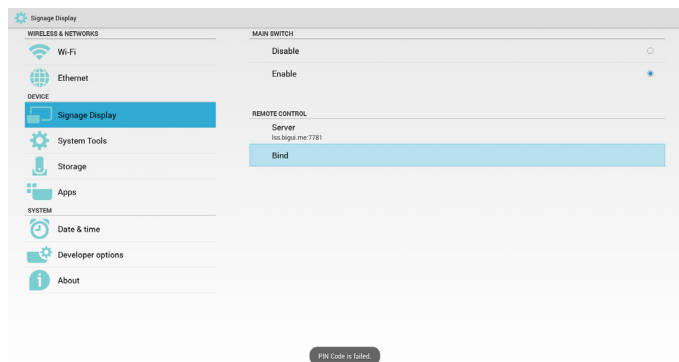 Signage Display
WIRELESS & NETWORKS
Wi-Fi
Ethernet
DEVICE
Signage Display
System Tools
Storage
Apps
SYSTEM
Date & time
Developer options
About
MAIN SWITCH
Disable
Enable
REMOTE CONTROL
Server
lss.bigui.me:7781
Bind
PIN Code is failed.